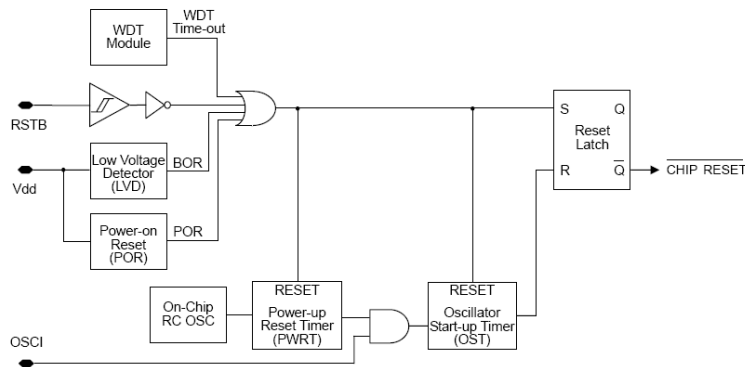 WDT
Module
WDT
Time-out
RSTB
Low Voltage
Detector
(LVD)
BOR
Vdd
Power-on
Reset
(POR)
POR
S
Q
Reset
Latch
R
Q
CHIP RESET
On-Chip
RC OSC
RESET
Power-up
Reset Timer
(PWRT)
RESET
Oscillator
Start-up Timer
(OST)
OSCI